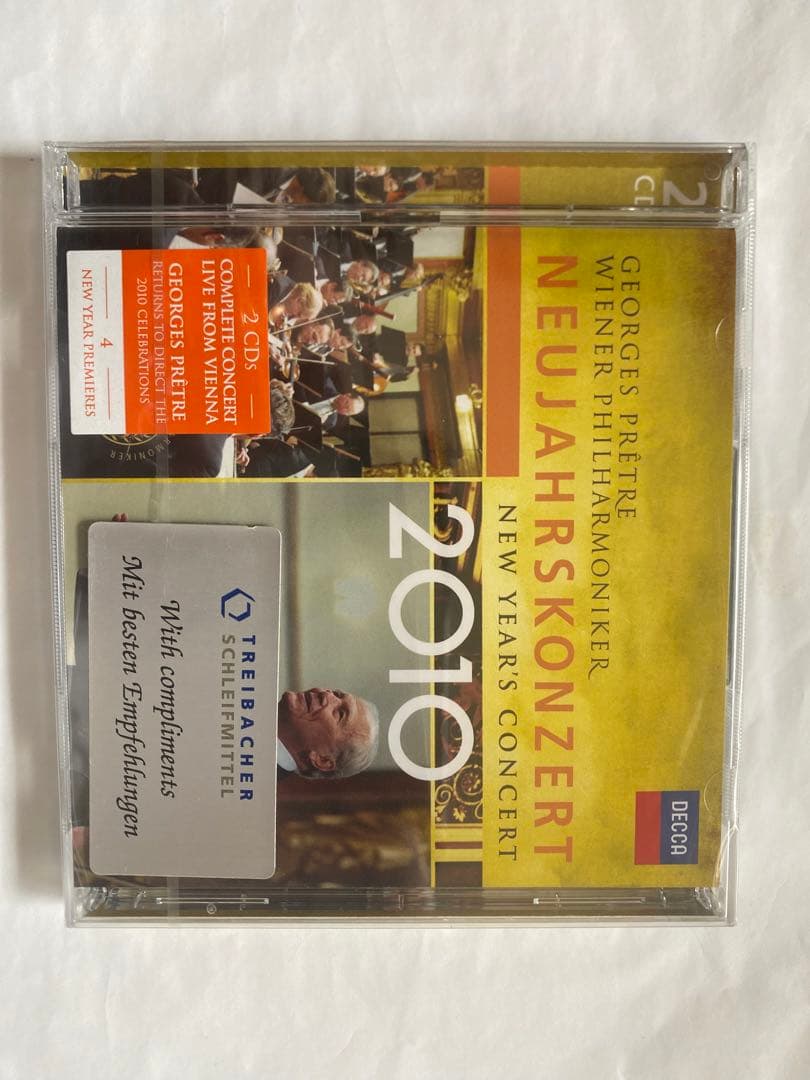 2
CD
GEORGES PRÊTRE
WIENER PHILHARMONIKER
NEUJAHRSKONZERT
NEW YEAR'S CONCERT
2010
DECCA
2 CDs
COMPLETE CONCERT
LIVE FROM VIENNA
GEORGES PRÊTRE
RETURNS TO DIRECT THE
2010 CELEBRATIONS
4
NEW YEAR PREMIERES
TREIBACHER
SCHLEIFMITTEL
With compliments
Mit besten Empfehlungen